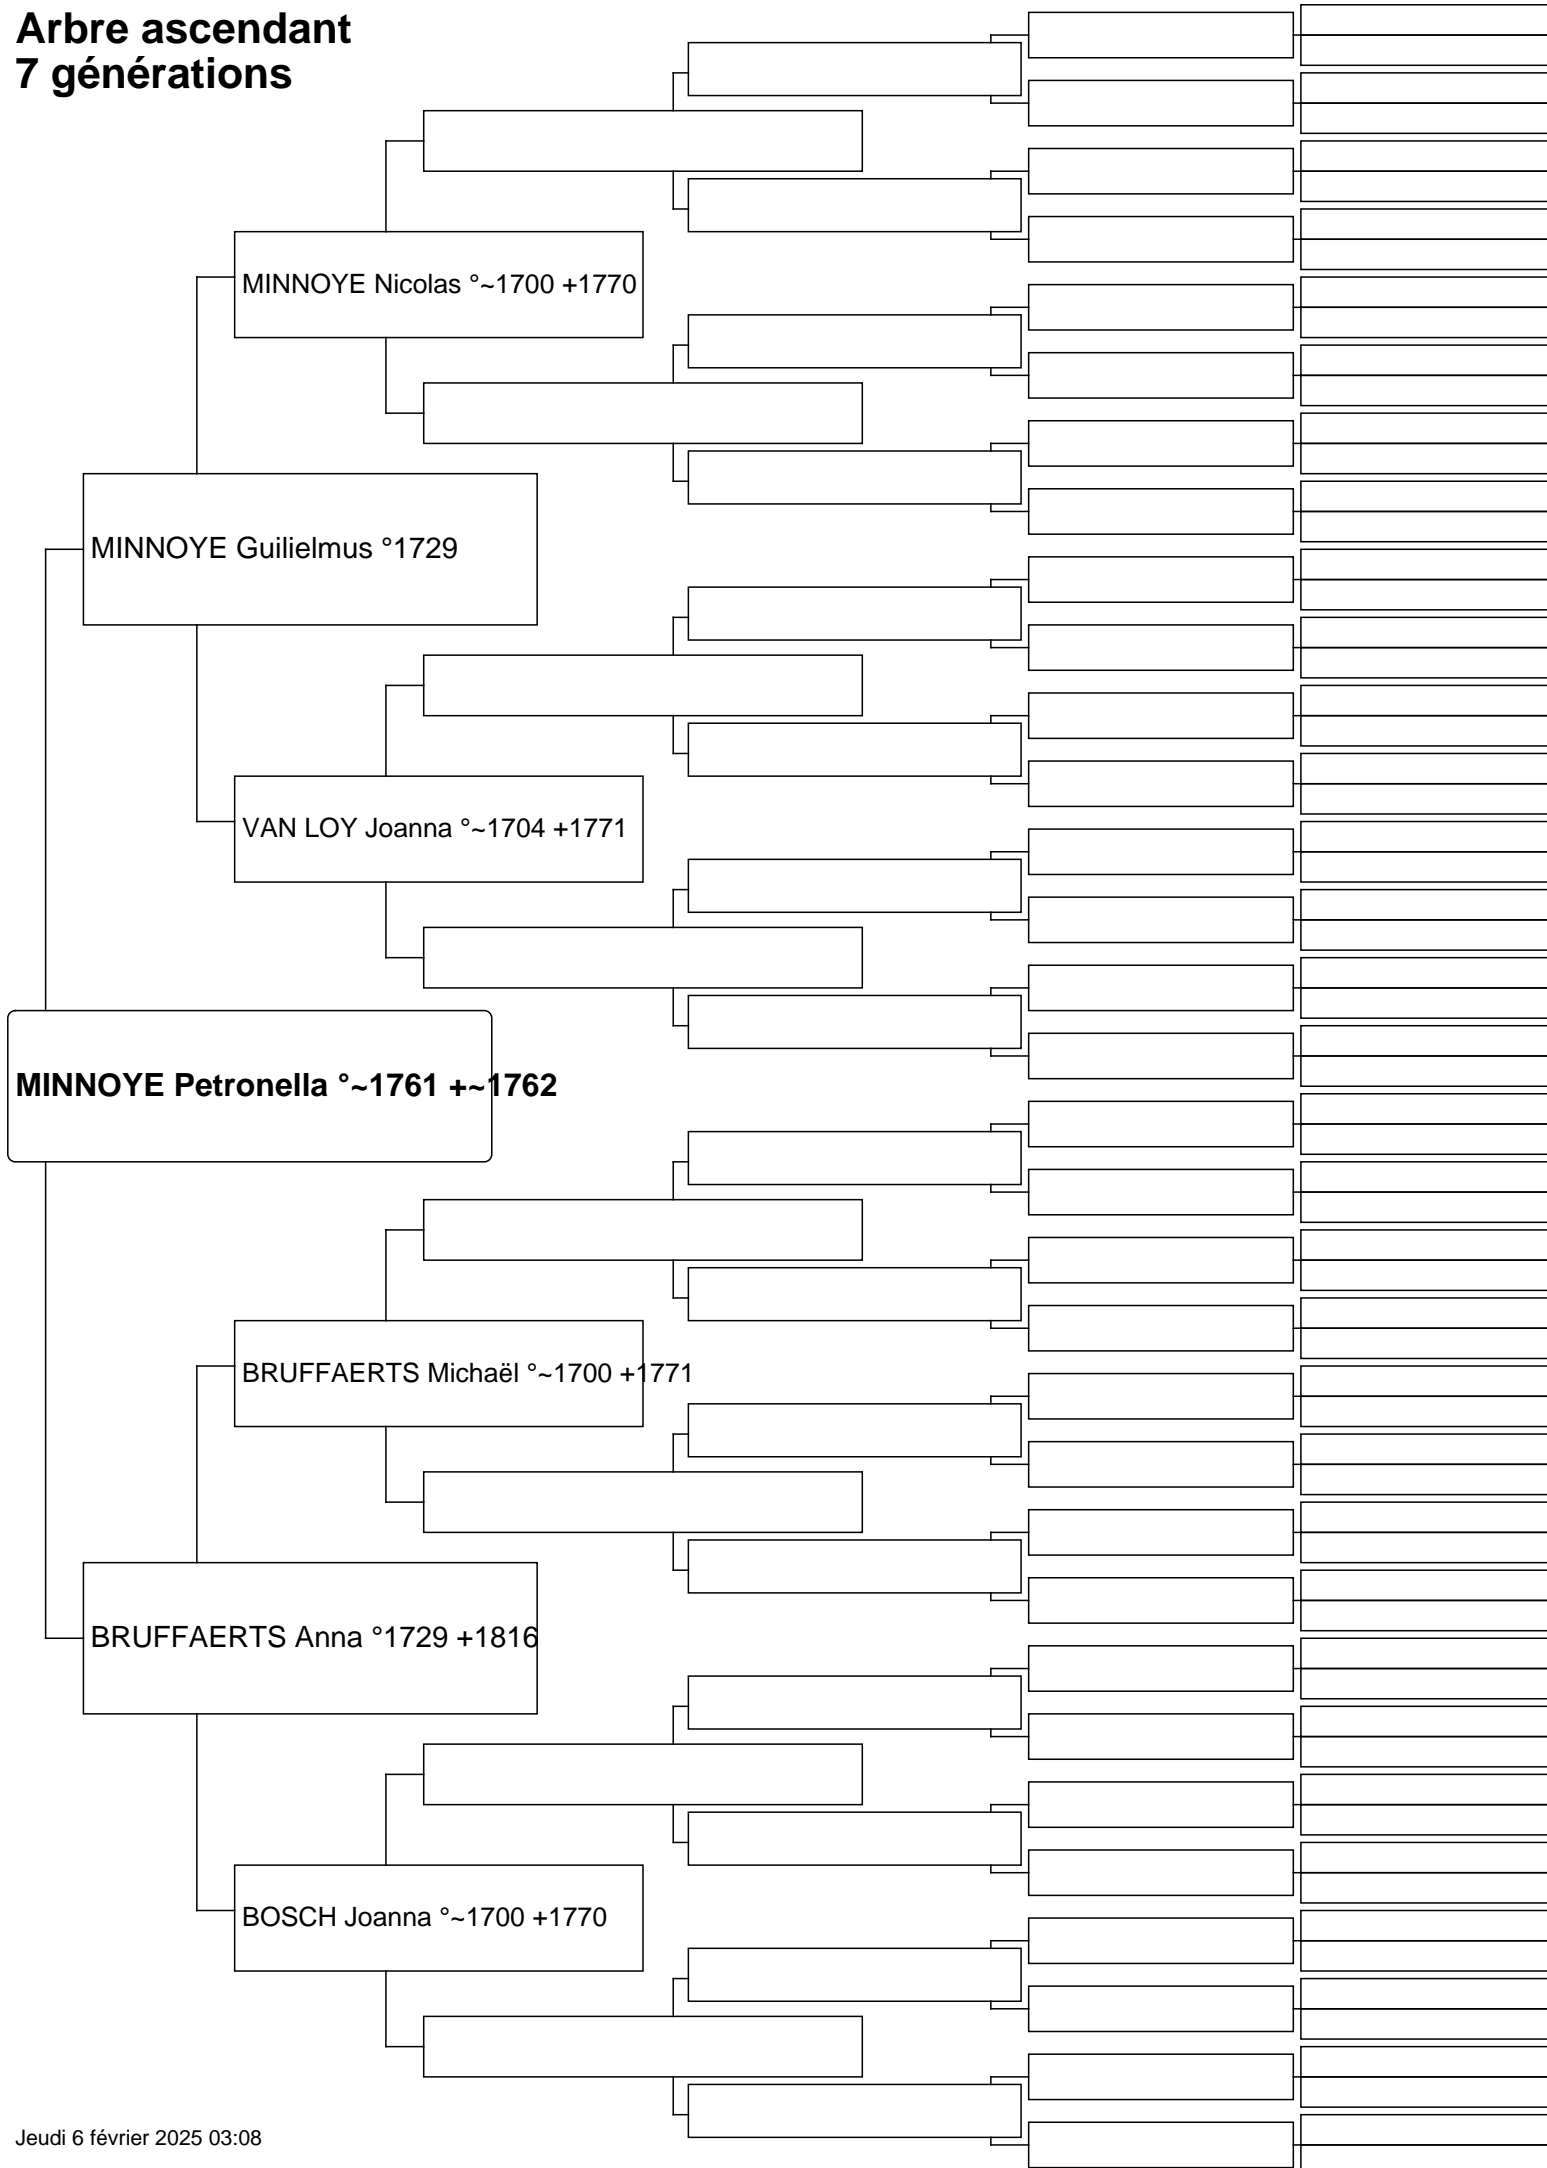 Arbre ascendant
7 générations
MINNOYE Nicolas °~1700 +1770
MINNOYE Guilielmus °1729
VAN LOY Joanna °~1704 +1771
MINNOYE Petronella °~1761 +~1762
BRUFFAERTS Michaël °~1700 +1771
BRUFFAERTS Anna °1729 +1816
BOSCH Joanna °~1700 +1770
Jeudi 6 février 2025 03:08